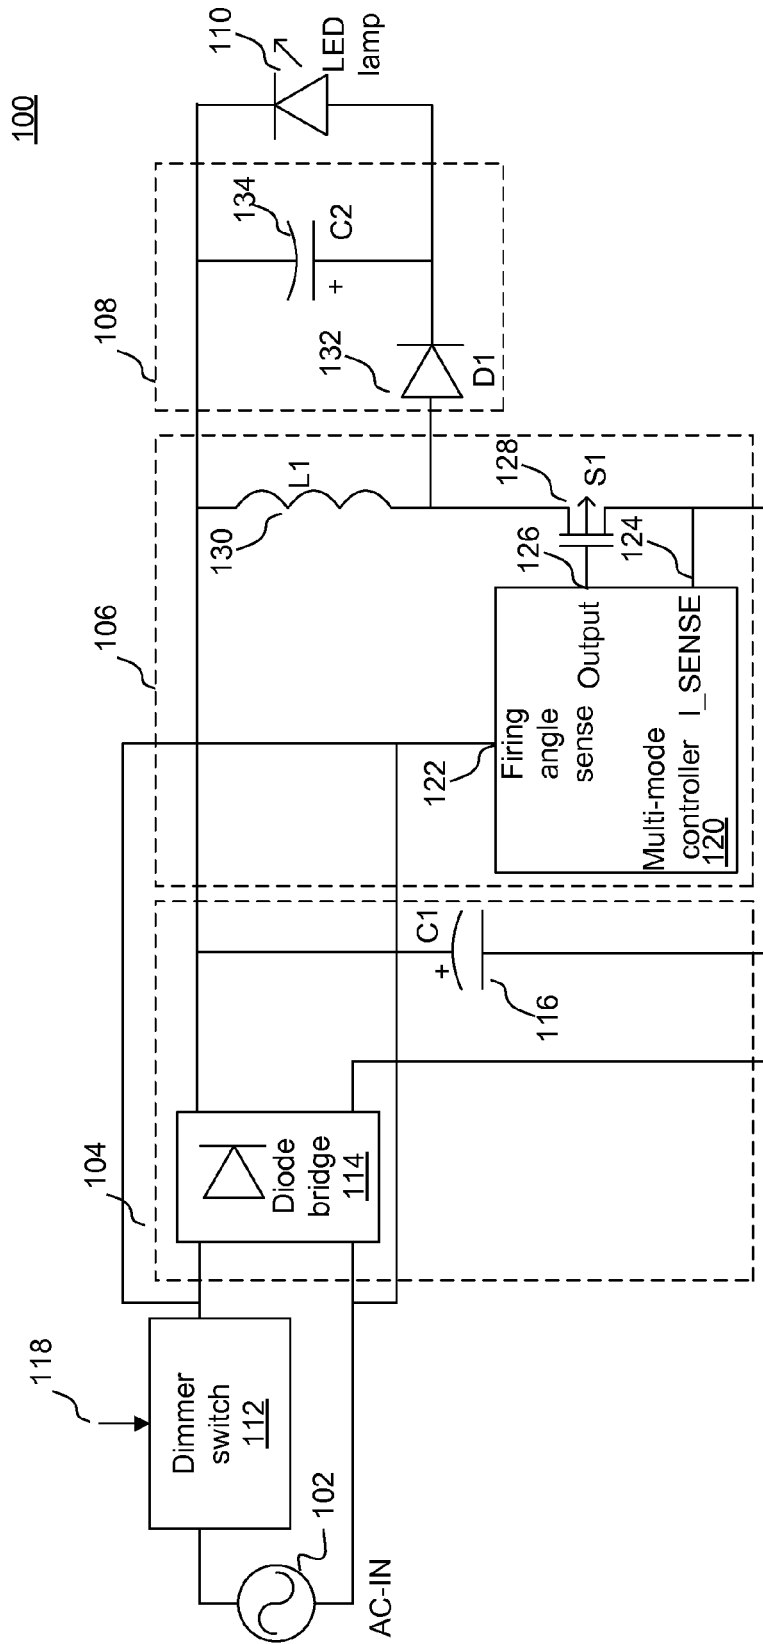 100
110
LED
lamp
134
C2
+
108
132
D1
L1
130
128
S1
126
124
106
122
Firing
angle
sense
Output
I_SENSE
Multi-mode
controller
120
C1
+
116
104
Diode
bridge
114
118
Dimmer
switch
112
102
AC-IN